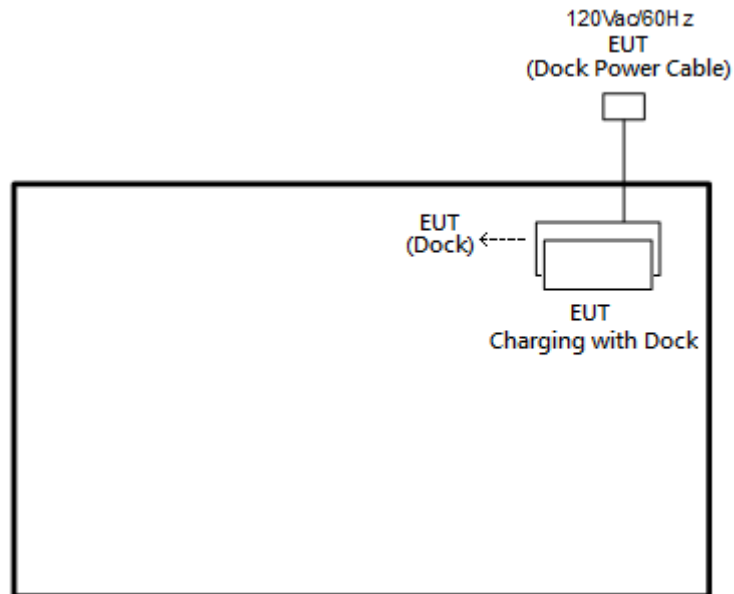 120Vac/60Hz
EUT
(Dock Power Cable)
EUT
(Dock)
EUT
Charging with Dock